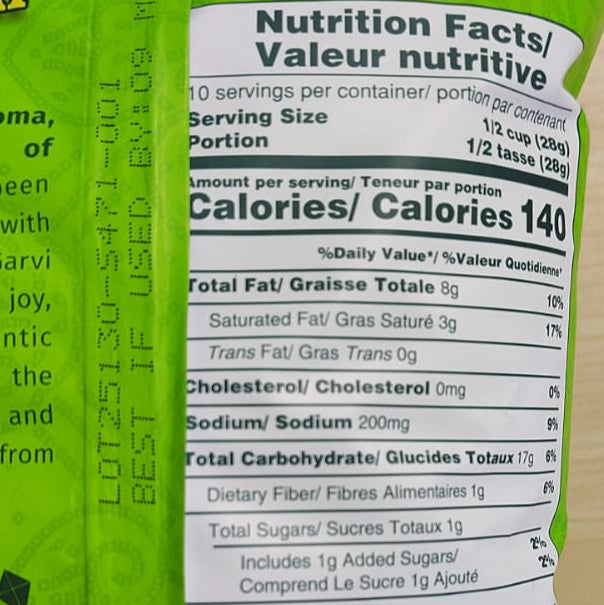 oma,
of
been
with
Garvi
joy,
ntic
the
and
from
LOT25130-S471-001
BEST IF USED BY:09 M
Nutrition Facts/
Valeur nutritive
10 servings per container/ portion par contenant
Serving Size 1/2 cup (28g)
Portion 1/2 tasse (28g)
Amount per serving/ Teneur par portion
Calories/ Calories 140
%Daily Value*/ %Valeur Quotidienne*
Total Fat/ Graisse Totale 8g 10%
Saturated Fat/ Gras Saturé 3g 17%
Trans Fat/ Gras Trans 0g
Cholesterol/ Cholesterol 0mg 0%
Sodium/ Sodium 200mg 9%
Total Carbohydrate/ Glucides Totaux 17g 6%
Dietary Fiber/ Fibres Alimentaires 1g 6%
Total Sugars/ Sucres Totaux 1g
Includes 1g Added Sugars/ 2%
Comprend Le Sucre 1g Ajouté 2%